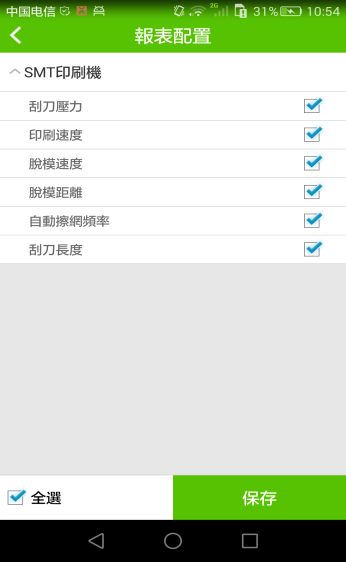 中国电信 2G 31% 10:54
報表配置
SMT印刷機
刮刀壓力
印刷速度
脫模速度
脫模距離
自動擦網頻率
刮刀長度
全選 保存